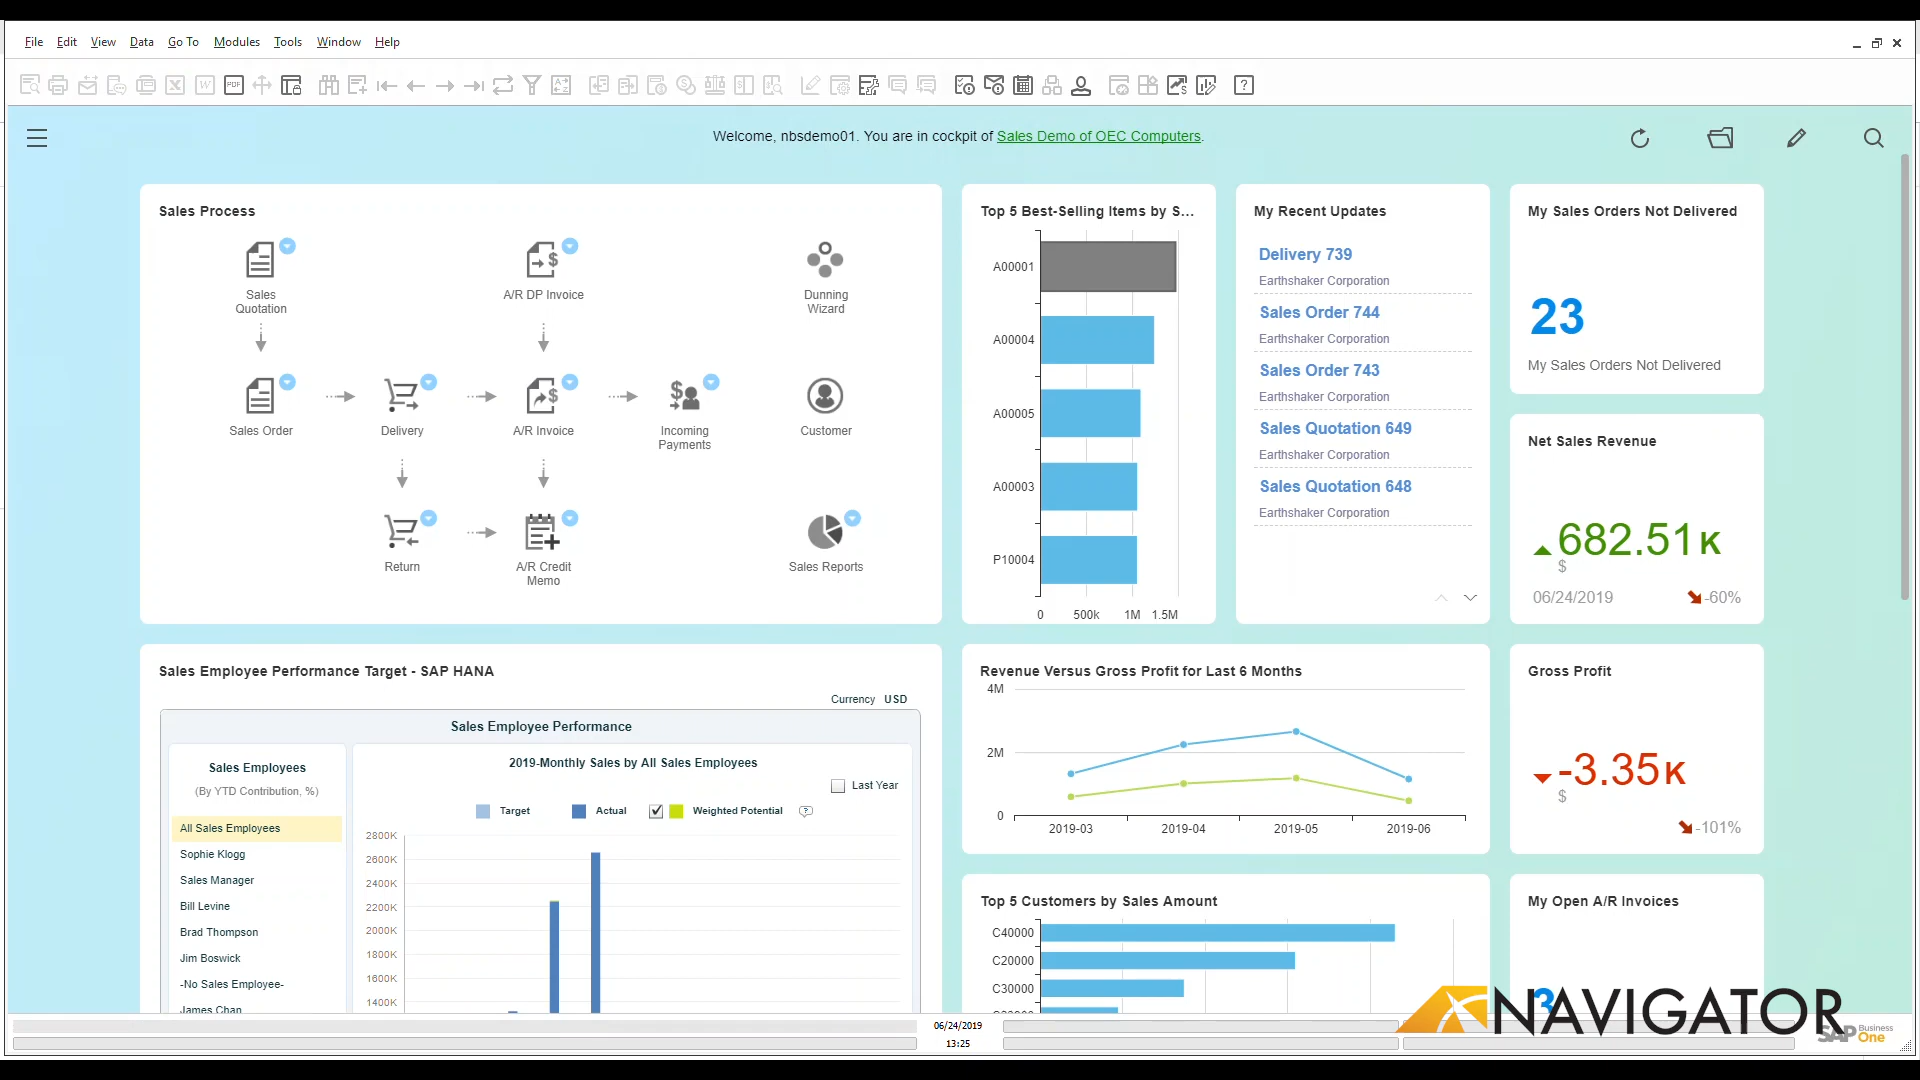 File Edit View Data Go To Modules Tools Window Help
Welcome, nbsdemo01. You are in cockpit of Sales Demo of OEC Computers.
Sales Process
Sales
Quotation
A/R DP Invoice
Dunning
Wizard
Sales Order
Delivery
A/R Invoice
Incoming
Payments
Customer
Return
A/R Credit
Memo
Sales Reports
Top 5 Best-Selling Items by S...
A00001
A00004
A00005
A00003
P10004
0 500k 1M 1.5M
My Recent Updates
Delivery 739
Earthshaker Corporation
Sales Order 744
Earthshaker Corporation
Sales Order 743
Earthshaker Corporation
Sales Quotation 649
Earthshaker Corporation
Sales Quotation 648
Earthshaker Corporation
My Sales Orders Not Delivered
23
My Sales Orders Not Delivered
Net Sales Revenue
682.51K
$
06/24/2019 -60%
Sales Employee Performance Target - SAP HANA
Currency USD
Sales Employee Performance
Sales Employees
(By YTD Contribution, %)
All Sales Employees
Sophie Klogg
Sales Manager
Bill Levine
Brad Thompson
Jim Boswick
-No Sales Employee-
James Chan
2019-Monthly Sales by All Sales Employees
Last Year
Target Actual Weighted Potential
2800K
2600K
2400K
2200K
2000K
1800K
1600K
1400K
Revenue Versus Gross Profit for Last 6 Months
4M
2M
0
2019-03 2019-04 2019-05 2019-06
Gross Profit
-3.35K
$
-101%
Top 5 Customers by Sales Amount
C40000
C20000
C30000
My Open A/R Invoices
3
NAVIGATOR
SAP Business
One
06/24/2019
13:25